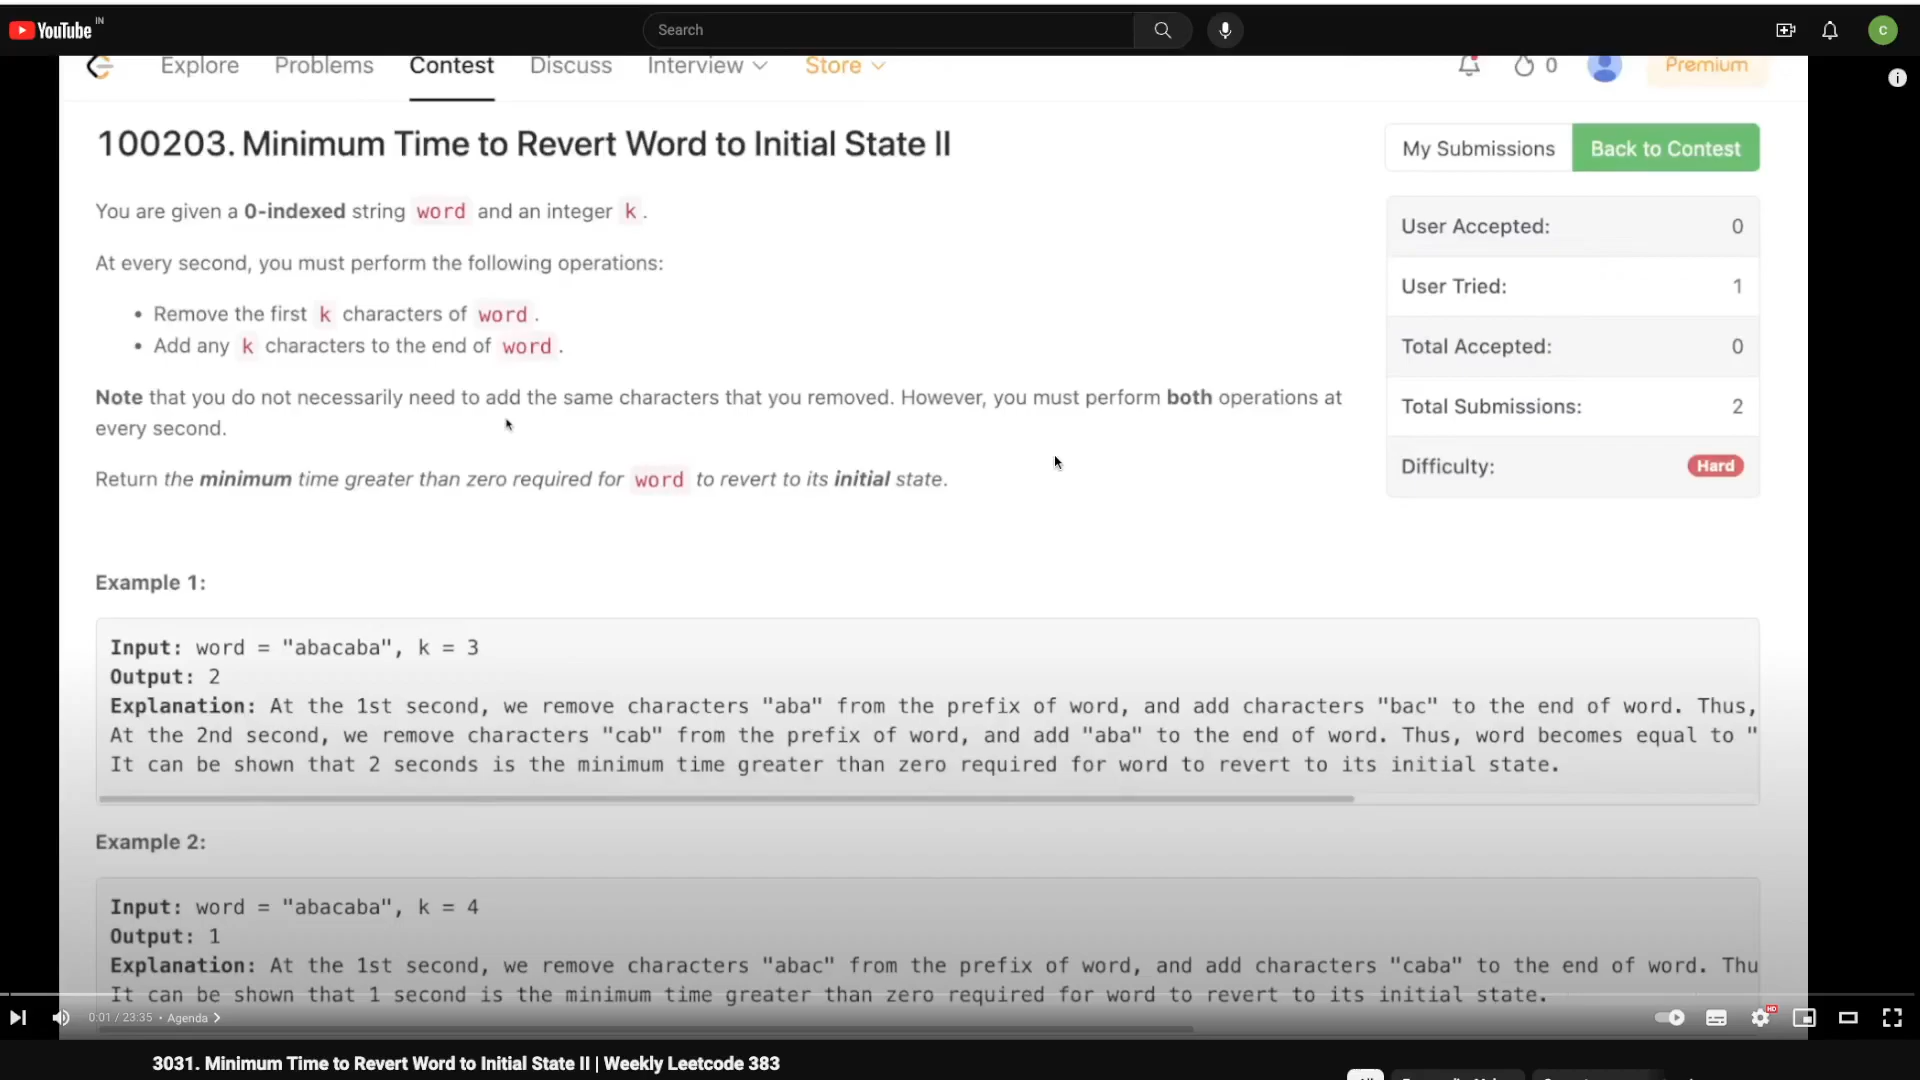 YouTube IN
Search
C
Explore Problems Contest Discuss Interview Store 0 Premium
100203. Minimum Time to Revert Word to Initial State II
My Submissions Back to Contest
You are given a 0-indexed string word and an integer k .
At every second, you must perform the following operations:
• Remove the first k characters of word .
• Add any k characters to the end of word .
Note that you do not necessarily need to add the same characters that you removed. However, you must perform both operations at
every second.
Return the minimum time greater than zero required for word to revert to its initial state.
User Accepted: 0
User Tried: 1
Total Accepted: 0
Total Submissions: 2
Difficulty: Hard
Example 1:
Input: word = "abacaba", k = 3
Output: 2
Explanation: At the 1st second, we remove characters "aba" from the prefix of word, and add characters "bac" to the end of word. Thus,
At the 2nd second, we remove characters "cab" from the prefix of word, and add "aba" to the end of word. Thus, word becomes equal to "
It can be shown that 2 seconds is the minimum time greater than zero required for word to revert to its initial state.
Example 2:
Input: word = "abacaba", k = 4
Output: 1
Explanation: At the 1st second, we remove characters "abac" from the prefix of word, and add characters "caba" to the end of word. Thu
It can be shown that 1 second is the minimum time greater than zero required for word to revert to its initial state.
0:01 / 23:35 • Agenda
HD
3031. Minimum Time to Revert Word to Initial State II | Weekly Leetcode 383